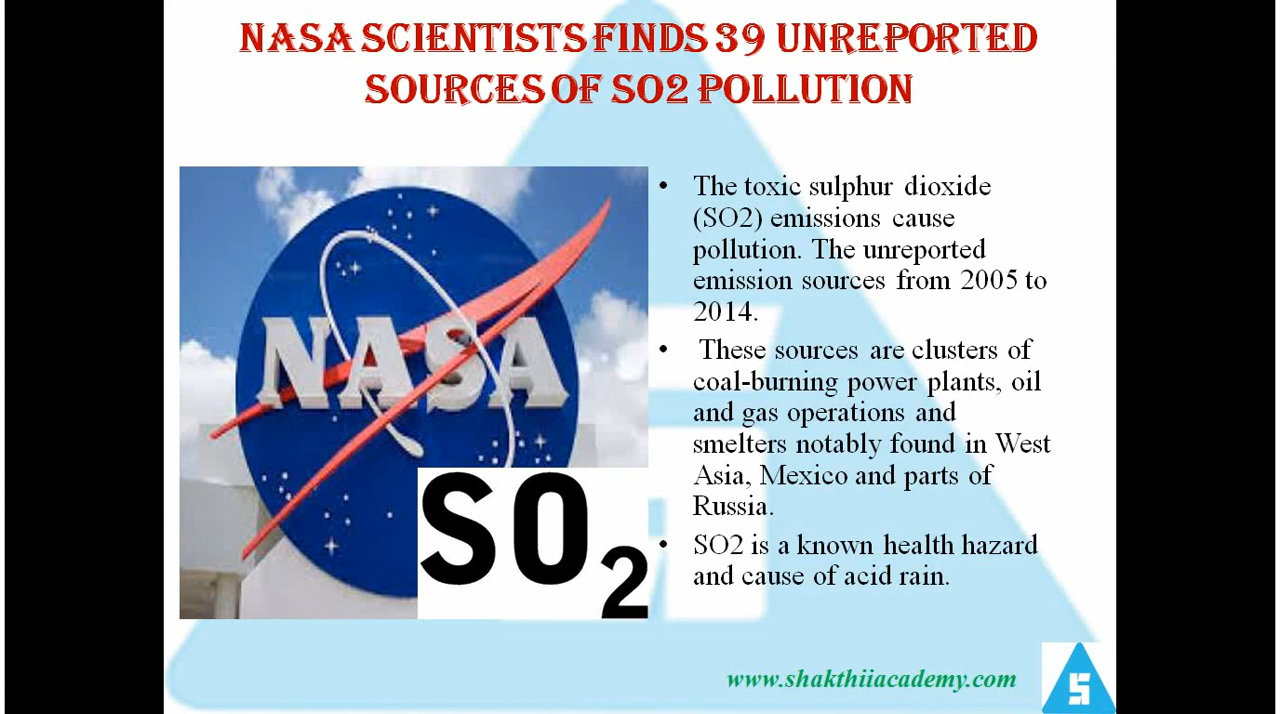 NASA SCIENTISTS FINDS 39 UNREPORTED
SOURCES OF SO2 POLLUTION
NASA
SO2
• The toxic sulphur dioxide
(SO2) emissions cause
pollution. The unreported
emission sources from 2005 to
2014.
• These sources are clusters of
coal-burning power plants, oil
and gas operations and
smelters notably found in West
Asia, Mexico and parts of
Russia.
• SO2 is a known health hazard
and cause of acid rain.
www.shakthiiacademy.com
S